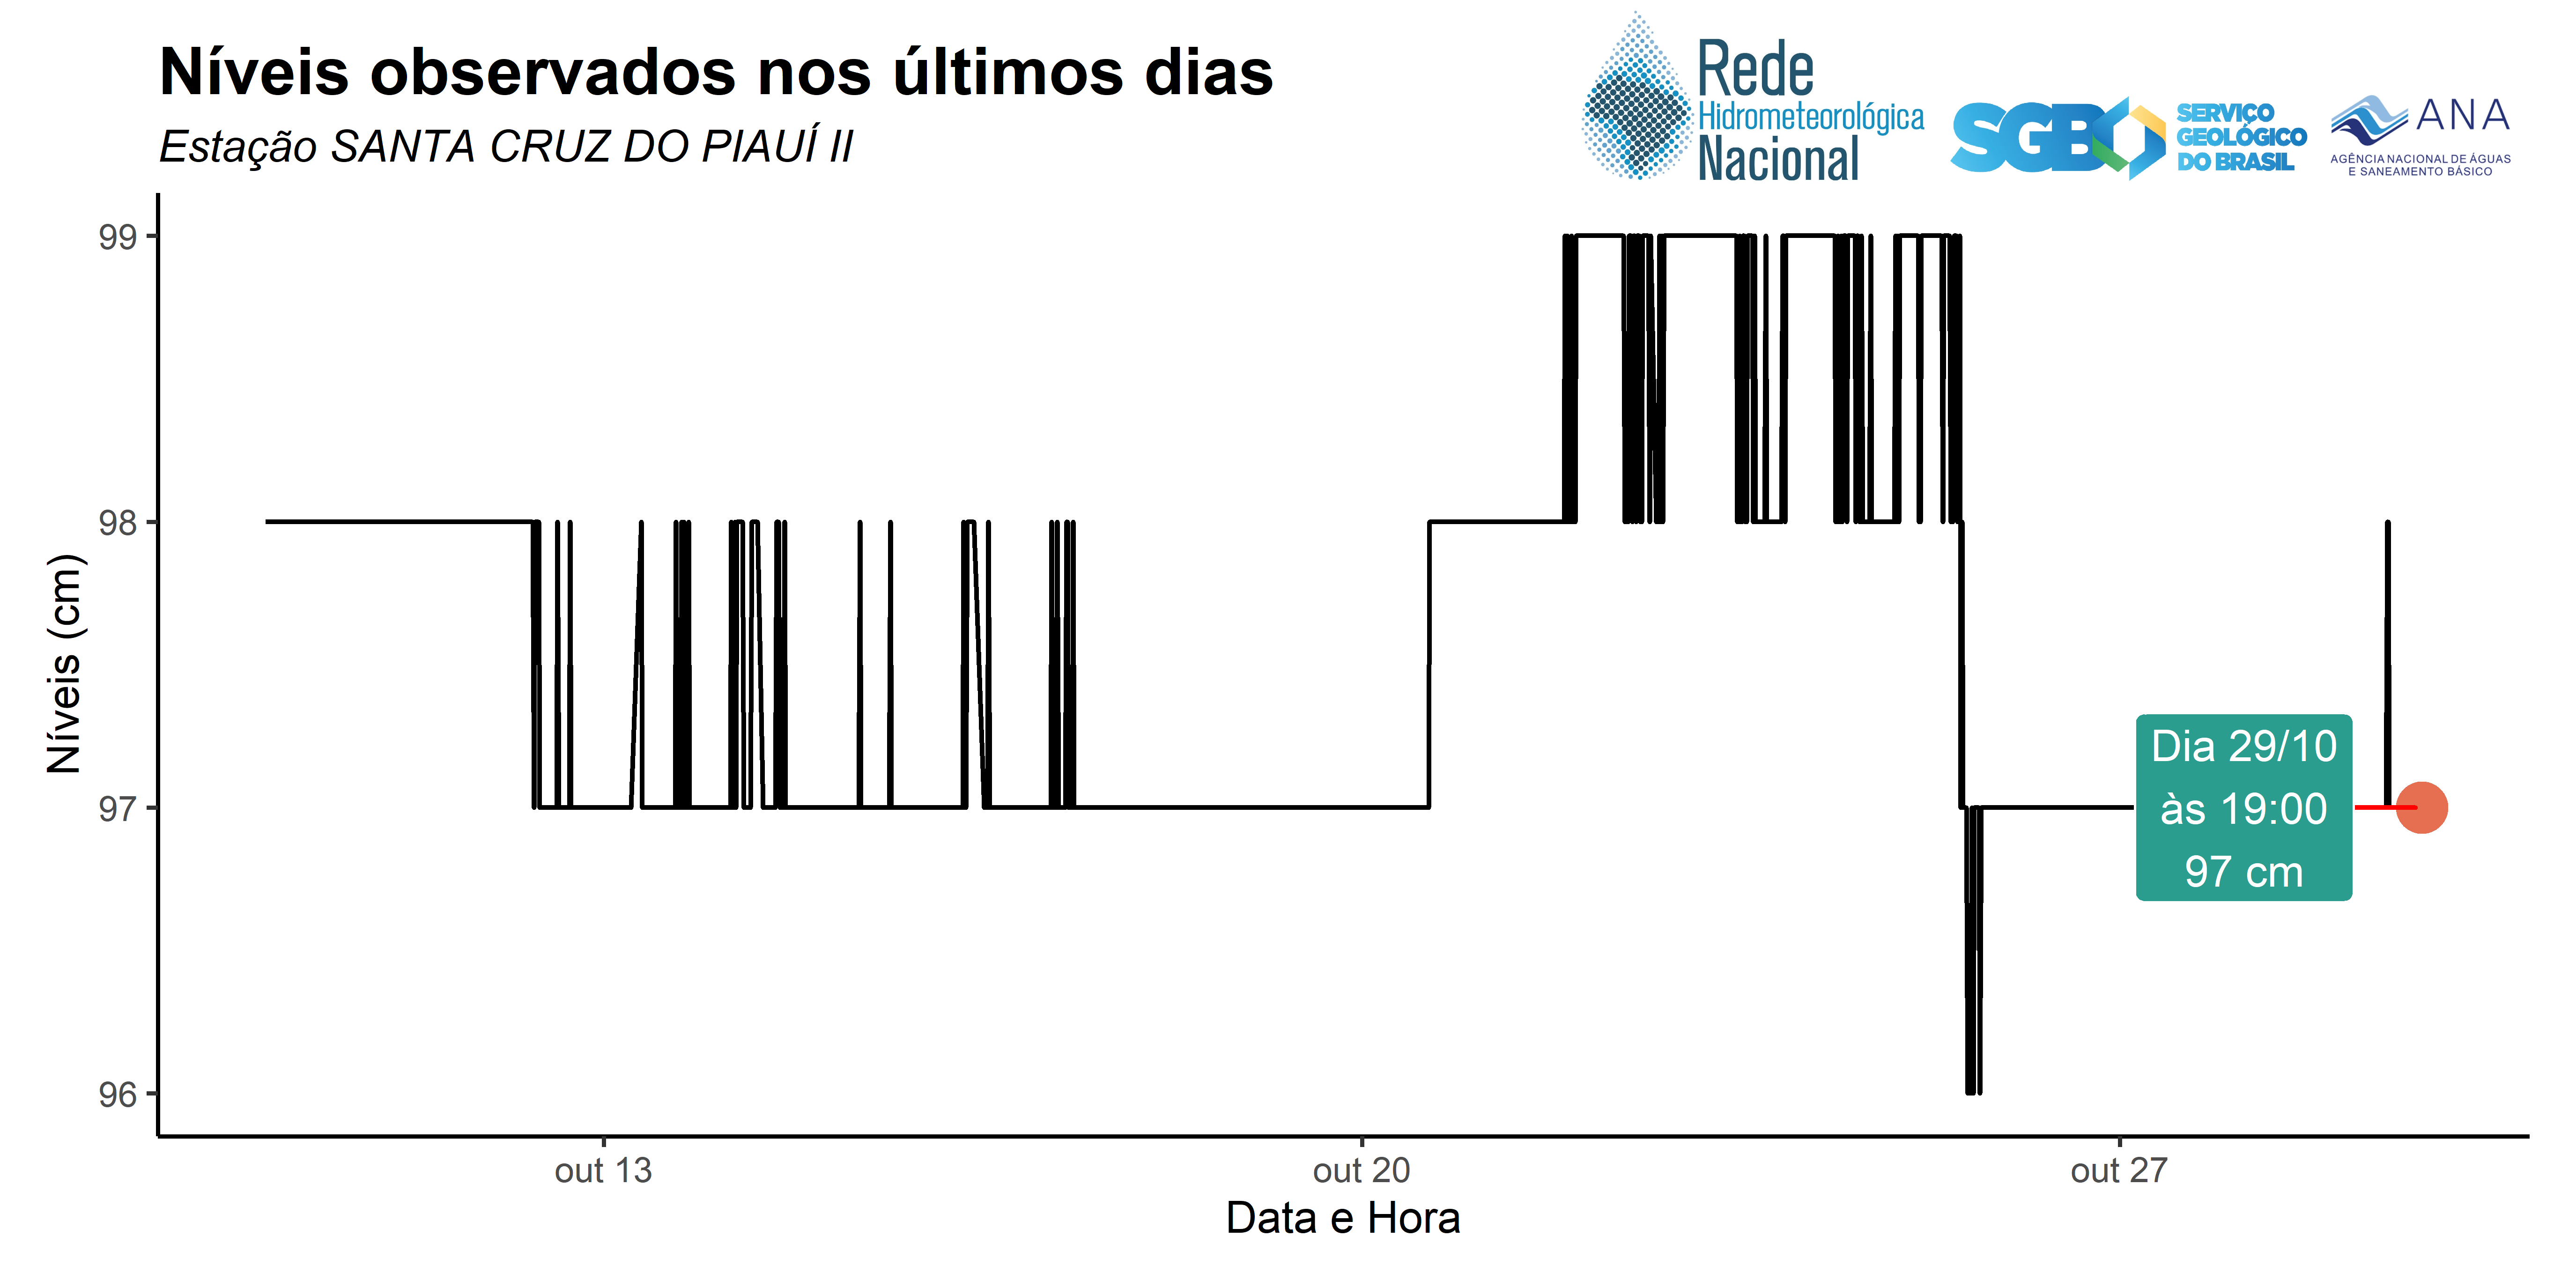 Níveis observados nos últimos dias
Estação SANTA CRUZ DO PIAUÍ II
Rede
Hidrometeorológica
Nacional
SGB
SERVIÇO
GEOLÓGICO
DO BRASIL
ANA
AGÊNCIA NACIONAL DE ÁGUAS
E SANEAMENTO BÁSICO
99
98
97
96
Níveis (cm)
Dia 29/10
às 19:00
97 cm
out 13
out 20
out 27
Data e Hora